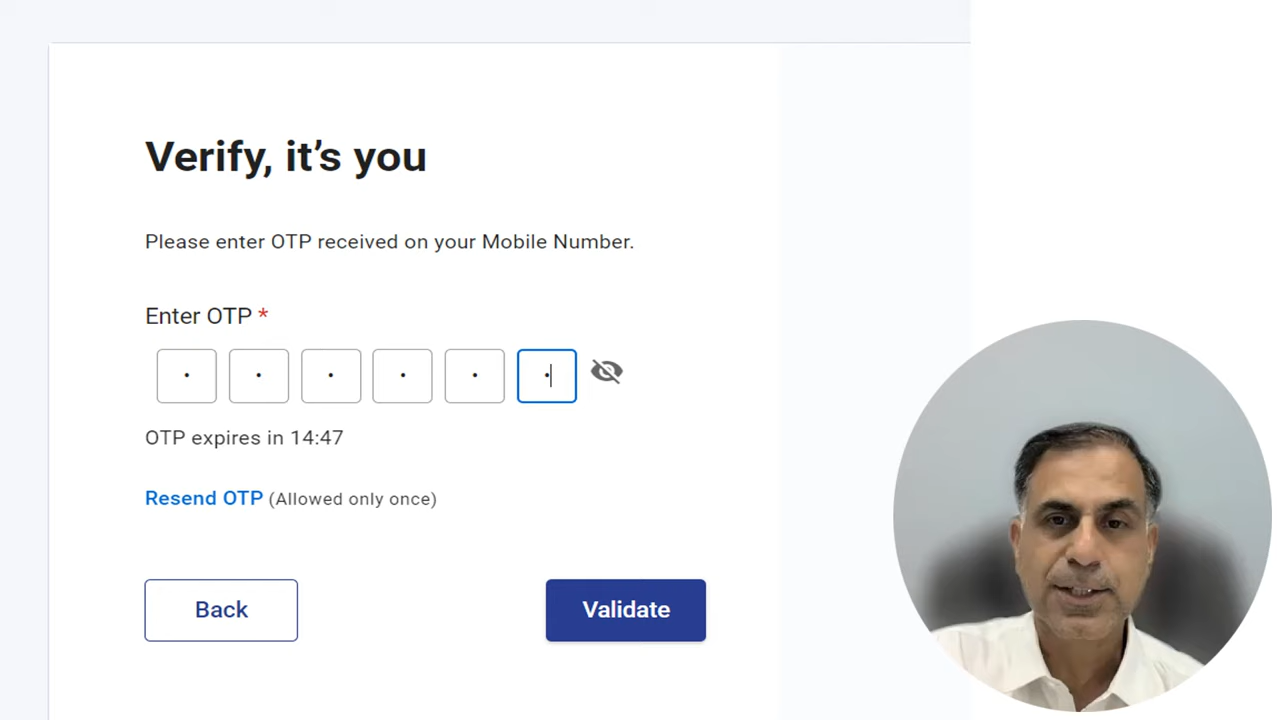 Verify, it’s you
Please enter OTP received on your Mobile Number.
Enter OTP *
OTP expires in 14:47
Resend OTP (Allowed only once)
Back Validate